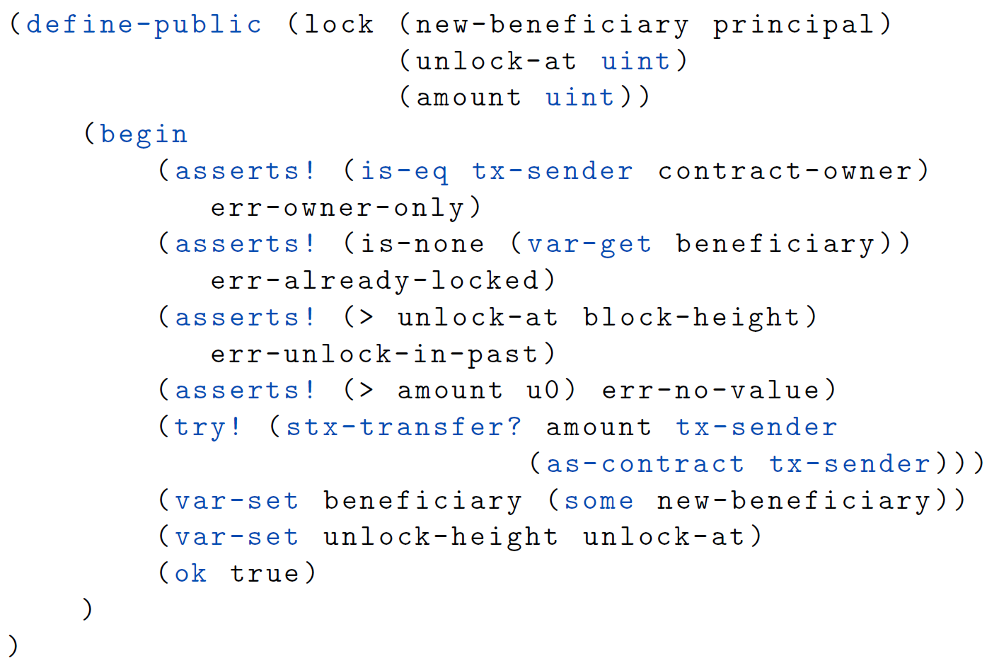 (define-public (lock (new-beneficiary principal)
(unlock-at uint)
(amount uint))
(begin
(asserts! (is-eq tx-sender contract-owner)
err-owner-only)
(asserts! (is-none (var-get beneficiary))
err-already-locked)
(asserts! (> unlock-at block-height)
err-unlock-in-past)
(asserts! (> amount u0) err-no-value)
(try! (stx-transfer? amount tx-sender
(as-contract tx-sender)))
(var-set beneficiary (some new-beneficiary))
(var-set unlock-height unlock-at)
(ok true)
)
)